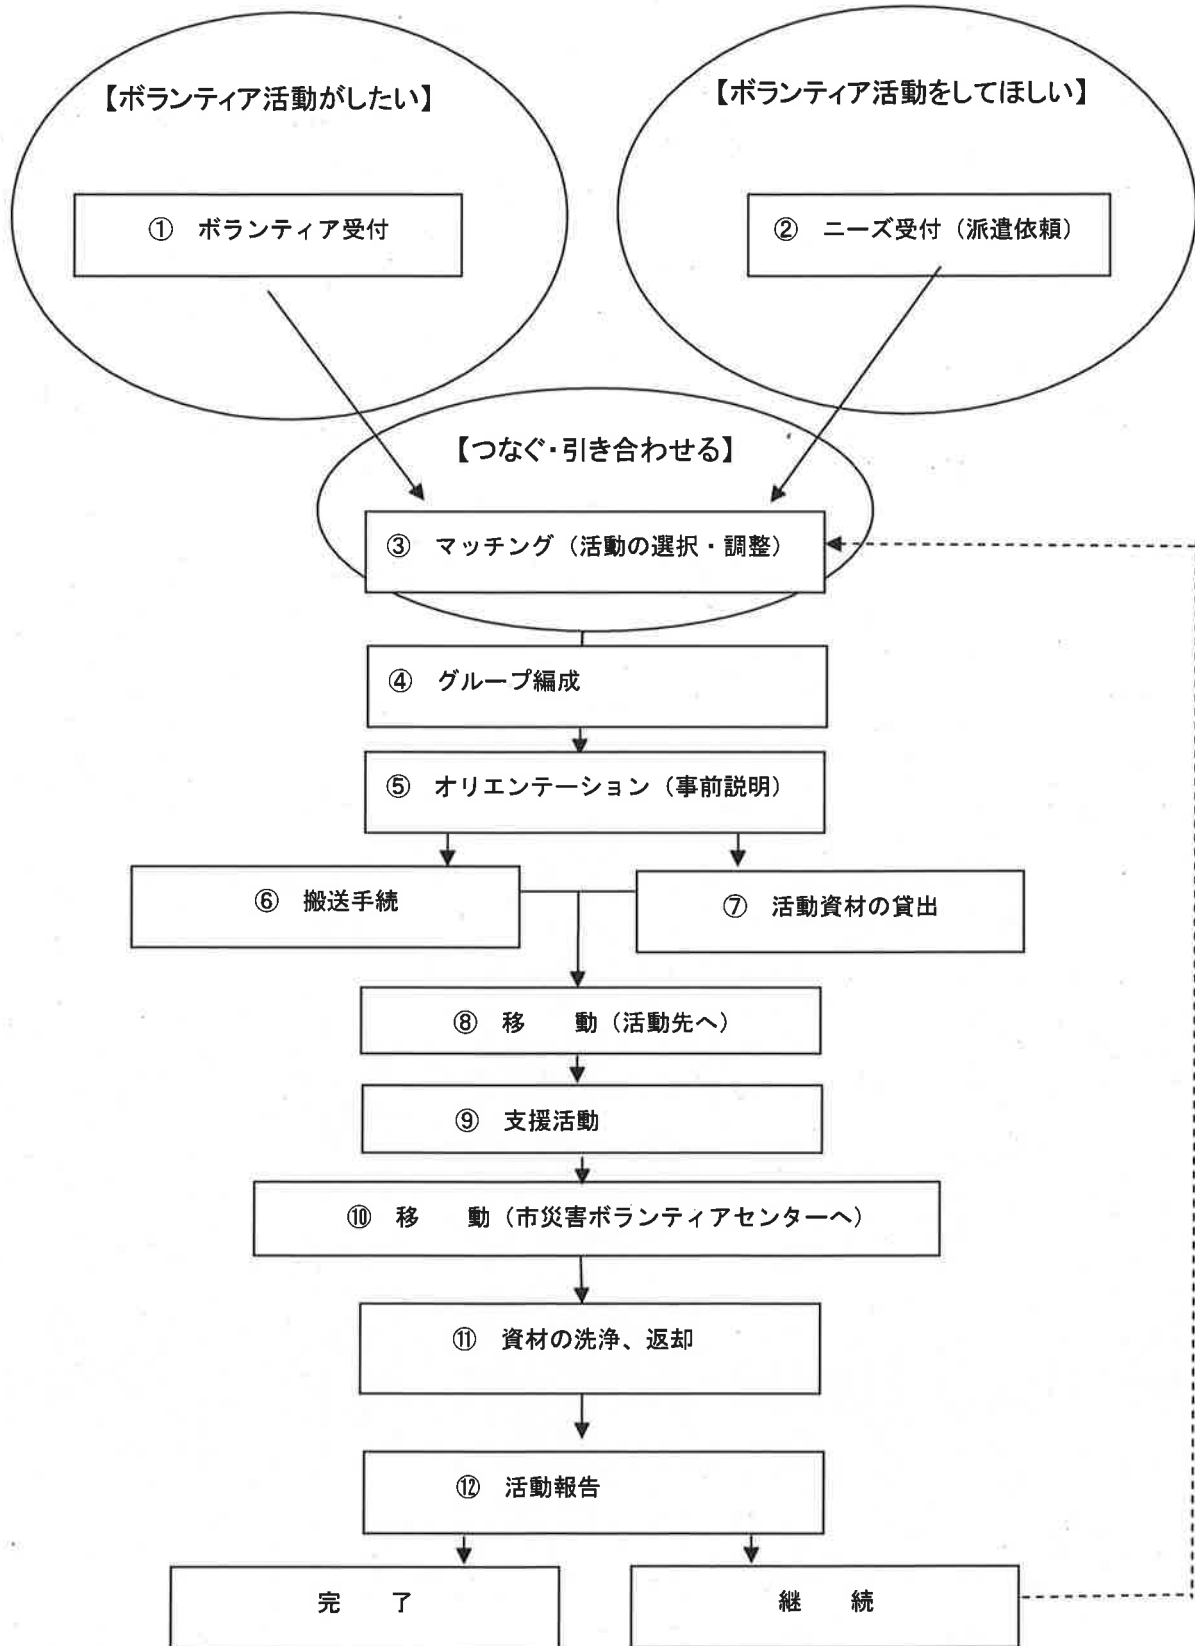 【ボランティア活動がしたい】
【ボランティア活動をしてほしい】
① ボランティア受付
② ニーズ受付（派遣依頼）
【つなぐ・引き合わせる】
③ マッチング（活動の選択・調整）
④ グループ編成
⑤ オリエンテーション（事前説明）
⑥ 搬送手続
⑦ 活動資材の貸出
⑧ 移　　動（活動先へ）
⑨ 支援活動
⑩ 移　　動（市災害ボランティアセンターへ）
⑪ 資材の洗浄、返却
⑫ 活動報告
完　　了
継　　続